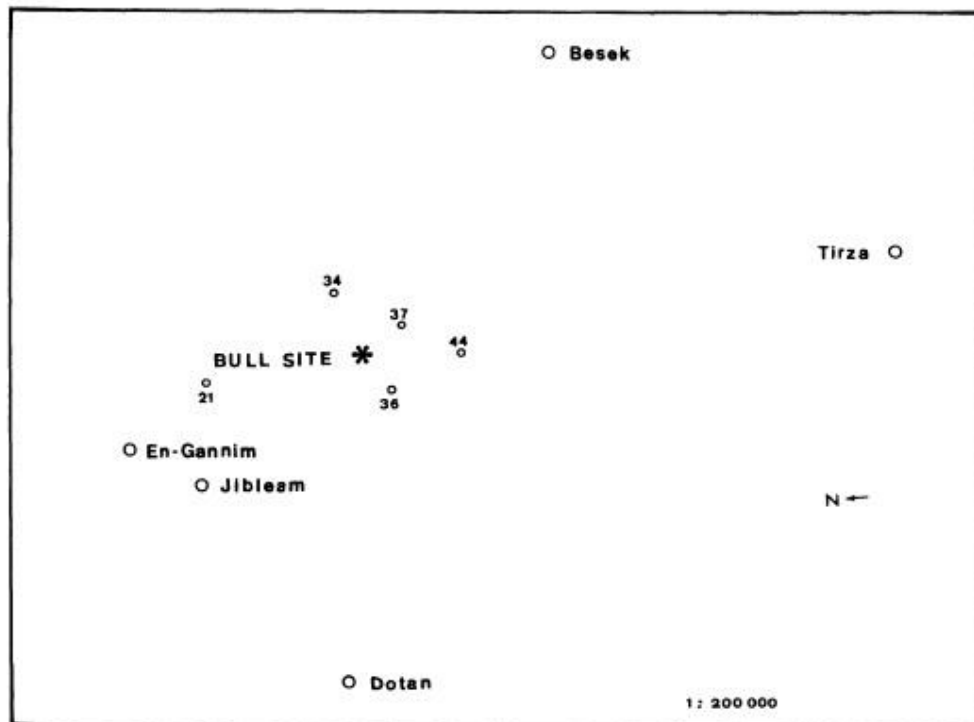 Besek
Tirza
34
37
44
BULL SITE
21
36
En-Gannim
Jibleam
N
Dotan
1: 200 000